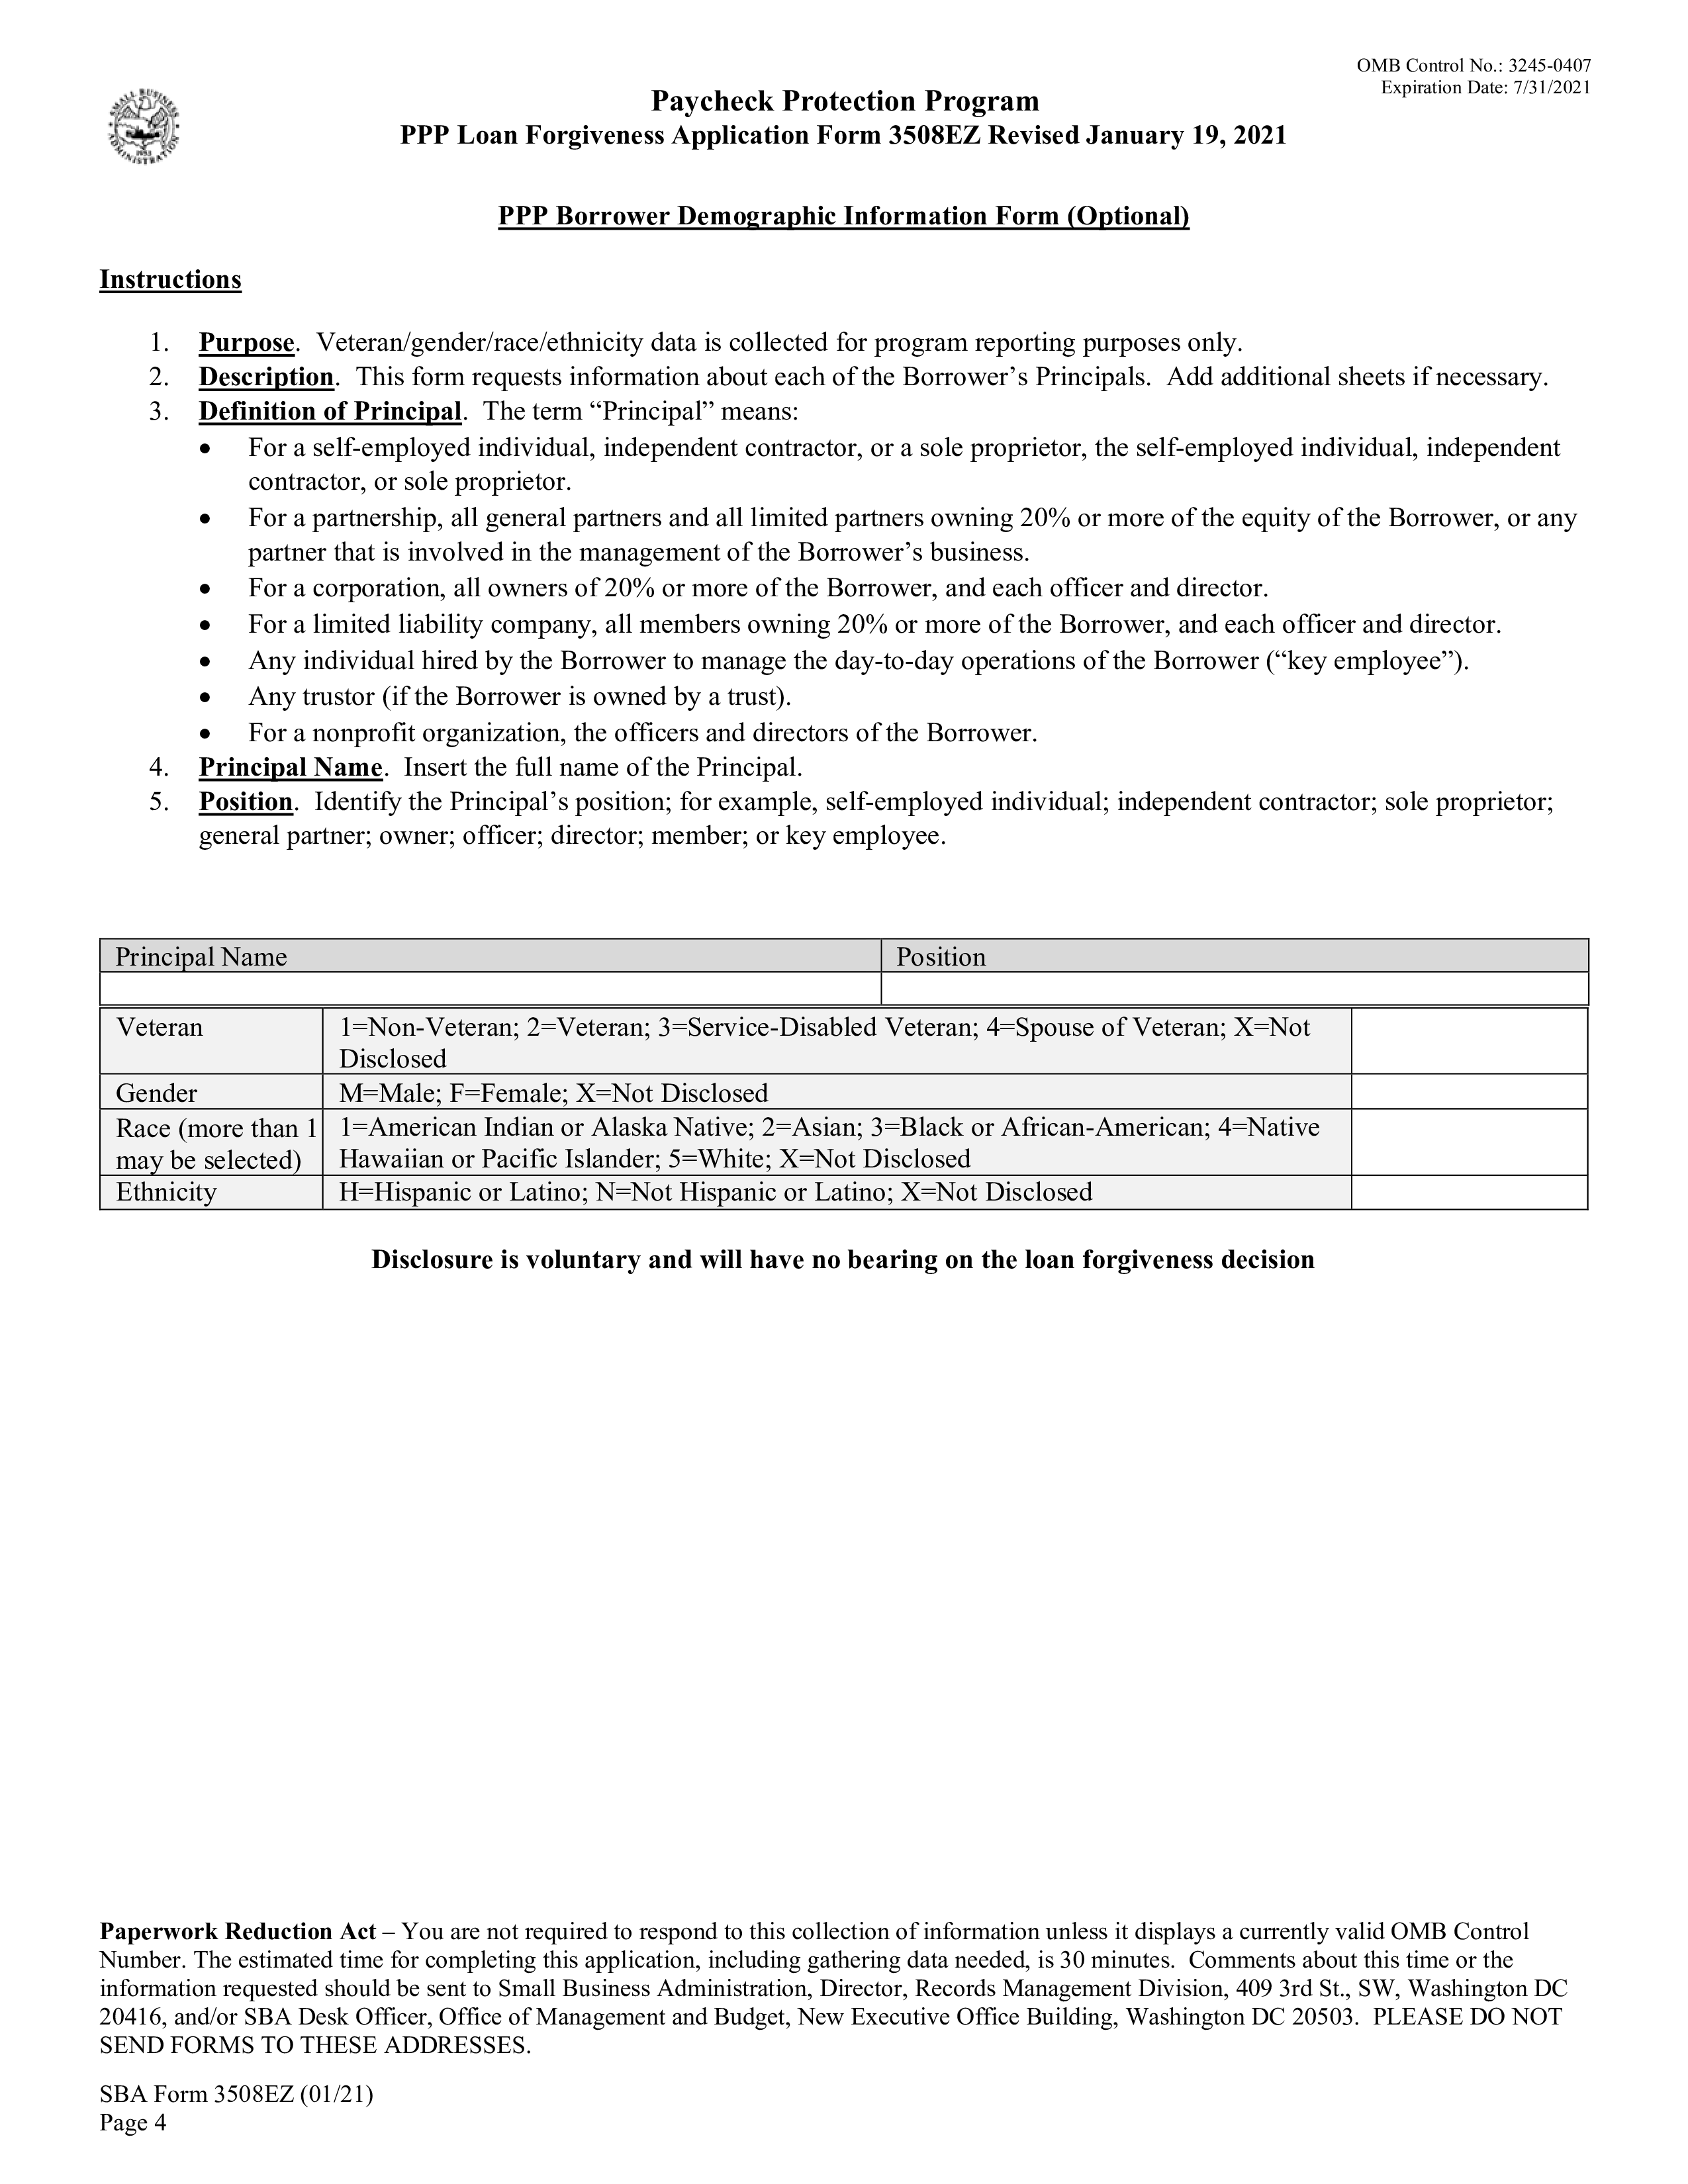 OMB Control No.: 3245-0407
Expiration Date: 7/31/2021
SMALL BUSINESS ADMINISTRATION
1953
Paycheck Protection Program
PPP Loan Forgiveness Application Form 3508EZ Revised January 19, 2021
PPP Borrower Demographic Information Form (Optional)
Instructions
1. Purpose. Veteran/gender/race/ethnicity data is collected for program reporting purposes only.
2. Description. This form requests information about each of the Borrower’s Principals. Add additional sheets if necessary.
3. Definition of Principal. The term “Principal” means:
• For a self-employed individual, independent contractor, or a sole proprietor, the self-employed individual, independent
contractor, or sole proprietor.
• For a partnership, all general partners and all limited partners owning 20% or more of the equity of the Borrower, or any
partner that is involved in the management of the Borrower’s business.
• For a corporation, all owners of 20% or more of the Borrower, and each officer and director.
• For a limited liability company, all members owning 20% or more of the Borrower, and each officer and director.
• Any individual hired by the Borrower to manage the day-to-day operations of the Borrower (“key employee”).
• Any trustor (if the Borrower is owned by a trust).
• For a nonprofit organization, the officers and directors of the Borrower.
4. Principal Name. Insert the full name of the Principal.
5. Position. Identify the Principal’s position; for example, self-employed individual; independent contractor; sole proprietor;
general partner; owner; officer; director; member; or key employee.
Principal Name Position
Veteran 1=Non-Veteran; 2=Veteran; 3=Service-Disabled Veteran; 4=Spouse of Veteran; X=Not
Disclosed
Gender M=Male; F=Female; X=Not Disclosed
Race (more than 1 1=American Indian or Alaska Native; 2=Asian; 3=Black or African-American; 4=Native
may be selected) Hawaiian or Pacific Islander; 5=White; X=Not Disclosed
Ethnicity H=Hispanic or Latino; N=Not Hispanic or Latino; X=Not Disclosed
Disclosure is voluntary and will have no bearing on the loan forgiveness decision
Paperwork Reduction Act – You are not required to respond to this collection of information unless it displays a currently valid OMB Control
Number. The estimated time for completing this application, including gathering data needed, is 30 minutes. Comments about this time or the
information requested should be sent to Small Business Administration, Director, Records Management Division, 409 3rd St., SW, Washington DC
20416, and/or SBA Desk Officer, Office of Management and Budget, New Executive Office Building, Washington DC 20503. PLEASE DO NOT
SEND FORMS TO THESE ADDRESSES.
SBA Form 3508EZ (01/21)
Page 4